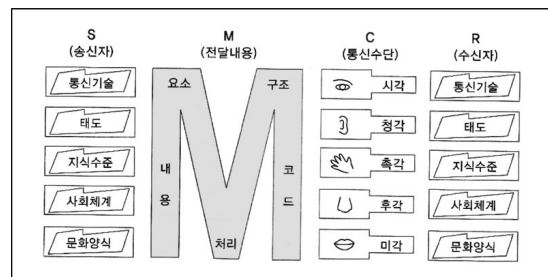 S
(송신자)
통신기술
태도
지식수준
사회체계
문화양식
M
(전달내용)
요소
구조
내용
코드
처리
C
(통신수단)
시각
청각
촉각
후각
미각
R
(수신자)
통신기술
태도
지식수준
사회체계
문화양식